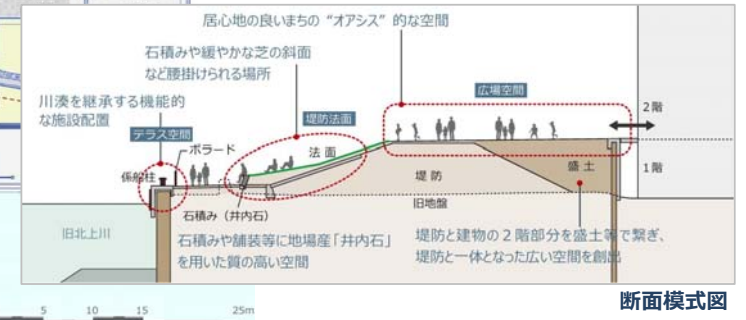 居心地の良いまちの“オアシス”的な空間
石積みや緩やかな芝の斜面
など腰掛けられる場所
川湊を継承する機能的
な施設配置
テラス空間
堤防法面
広場空間
2階
1階
ボラード
係船柱
法面
堤防
盛土
旧地盤
石積み（井内石）
旧北上川
石積みや舗装等に地場産「井内石」
を用いた質の高い空間
堤防と建物の2階部分を盛土等で繋ぎ、
堤防と一体となった広い空間を創出
断面模式図
5 10 15 25m